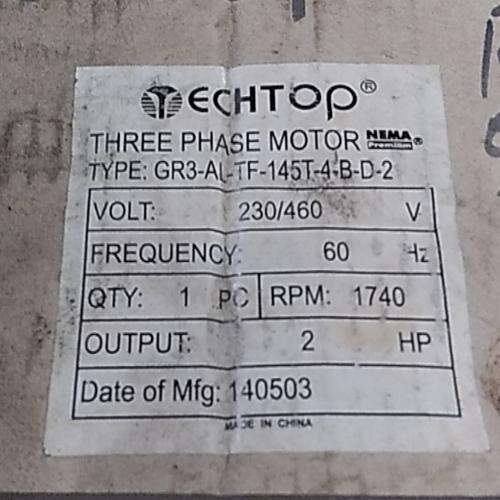 TECHTOP®
THREE PHASE MOTOR NEMA Premium®
TYPE: GR3-AL-TF-145T-4-B-D-2
VOLT: 230/460 V
FREQUENCY: 60 Hz
QTY: 1 PC RPM: 1740
OUTPUT: 2 HP
Date of Mfg: 140503
MADE IN CHINA